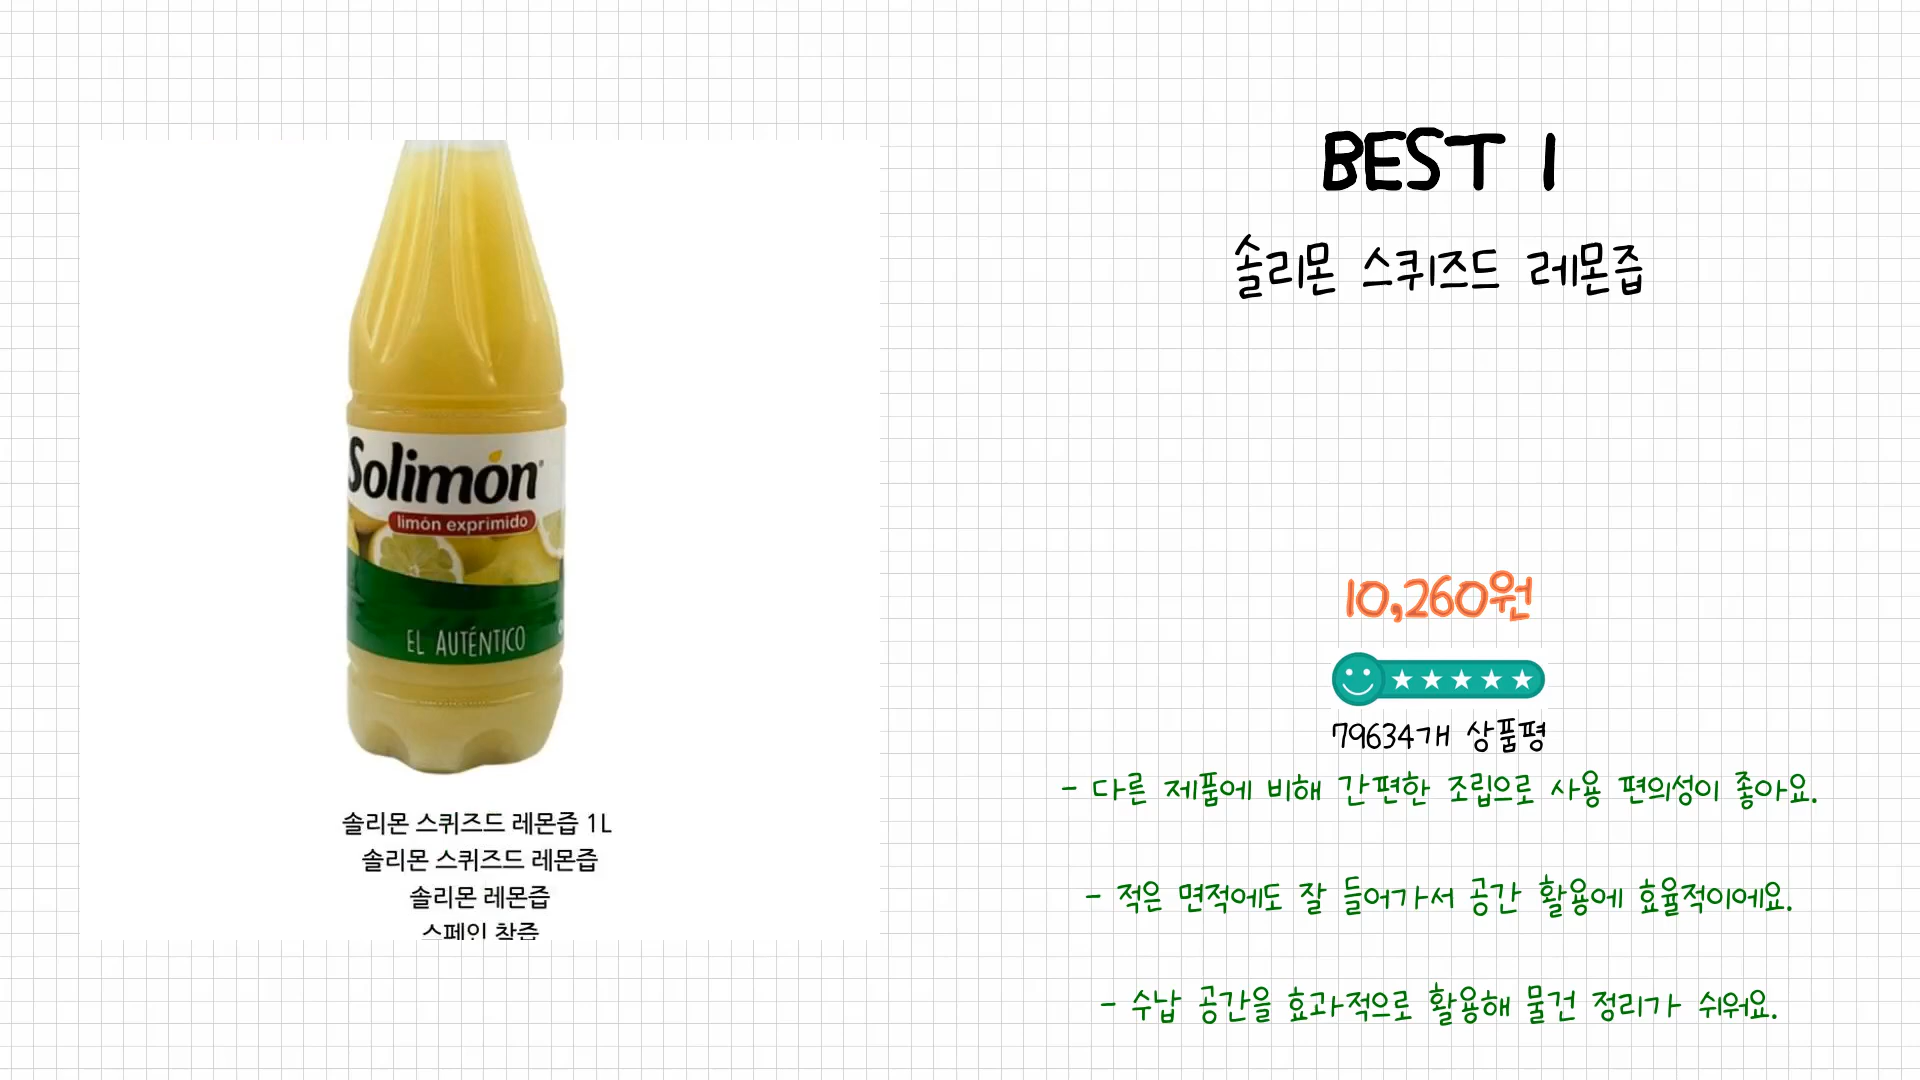 Solimón
limón exprimido
EL AUTÉNTICO
솔리몬 스퀴즈드 레몬즙 1L
솔리몬 스퀴즈드 레몬즙
솔리몬 레몬즙
스페인 착즙
BEST 1
솔리몬 스퀴즈드 레몬즙
10,260원
79634개 상품평
- 다른 제품에 비해 간편한 조립으로 사용 편의성이 좋아요.
- 적은 면적에도 잘 들어가서 공간 활용에 효율적이에요.
- 수납 공간을 효과적으로 활용해 물건 정리가 쉬워요.